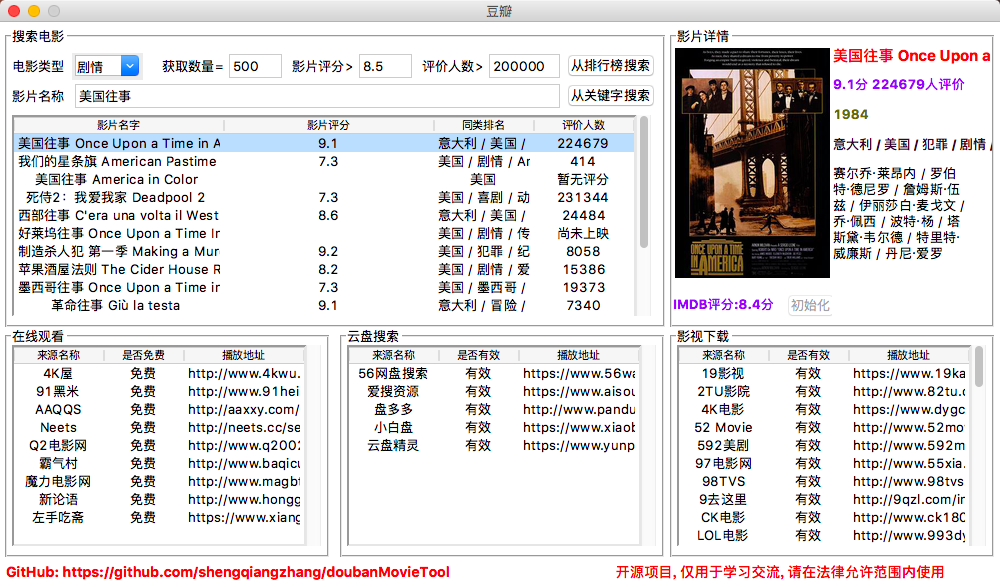 豆瓣
搜索电影
电影类型 剧情 获取数量= 500 影片评分> 8.5 评价人数> 200000 从排行榜搜索
影片名称 美国往事 从关键字搜索
影片名字 影片评分 同类排名 评价人数
美国往事 Once Upon a Time in A 9.1 意大利 / 美国 / 224679
我们的星条旗 American Pastime 7.3 美国 / 剧情 / Ar 414
美国往事 America in Color 美国 暂无评分
死侍2：我爱我家 Deadpool 2 7.3 美国 / 喜剧 / 动 231344
西部往事 C'era una volta il West 8.6 意大利 / 美国 / 24484
好莱坞往事 Once Upon a Time Ir 美国 / 剧情 / 传 尚未上映
制造杀人犯 第一季 Making a Mur 9.2 美国 / 犯罪 / 纪 8058
苹果酒屋法则 The Cider House R 8.2 美国 / 剧情 / 爱 15386
墨西哥往事 Once Upon a Time ir 7.3 美国 / 墨西哥 / 19373
革命往事 Giù la testa 9.1 意大利 / 冒险 / 7340
影片详情
ONCE UPON A TIME
IN
AMERICA
美国往事 Once Upon a
9.1分 224679人评价
1984
意大利 / 美国 / 犯罪 / 剧情 /
赛尔乔·莱昂内 / 罗伯
特·德尼罗 / 詹姆斯·伍
兹 / 伊丽莎白·麦戈文 /
乔·佩西 / 波特·杨 / 塔
斯黛·韦尔德 / 特里特·
威廉斯 / 丹尼·爱罗
IMDB评分:8.4分 初始化
在线观看
来源名称 是否免费 播放地址
4K屋 免费 http://www.4kwu.
91黑米 免费 http://www.91hei
AAQQS 免费 http://aaxxy.com/
Neets 免费 http://neets.cc/se
Q2电影网 免费 http://www.q2002
霸气村 免费 http://www.baqicu
魔力电影网 免费 http://www.magbt
新论语 免费 http://www.hongg
左手吃斋 免费 https://www.xiang
云盘搜索
来源名称 是否有效 播放地址
56网盘搜索 有效 https://www.56wa
爱搜资源 有效 https://www.aisou
盘多多 有效 http://www.pandu
小白盘 有效 https://www.xiaob
云盘精灵 有效 https://www.yunp
影视下载
来源名称 是否有效 播放地址
19影视 有效 https://www.19ka
2TU影院 有效 http://www.82tu.c
4K电影 有效 http://www.dygc
52 Movie 有效 http://www.52mo
592美剧 有效 http://www.592m
97电影网 有效 http://www.55xia.
98TVS 有效 http://www.98tvs
9去这里 有效 http://9qzl.com/ir
CK电影 有效 http://www.ck180
LOL电影 有效 http://www.993dy
GitHub: https://github.com/shengqiangzhang/doubanMovieTool
开源项目, 仅用于学习交流, 请在法律允许范围内使用